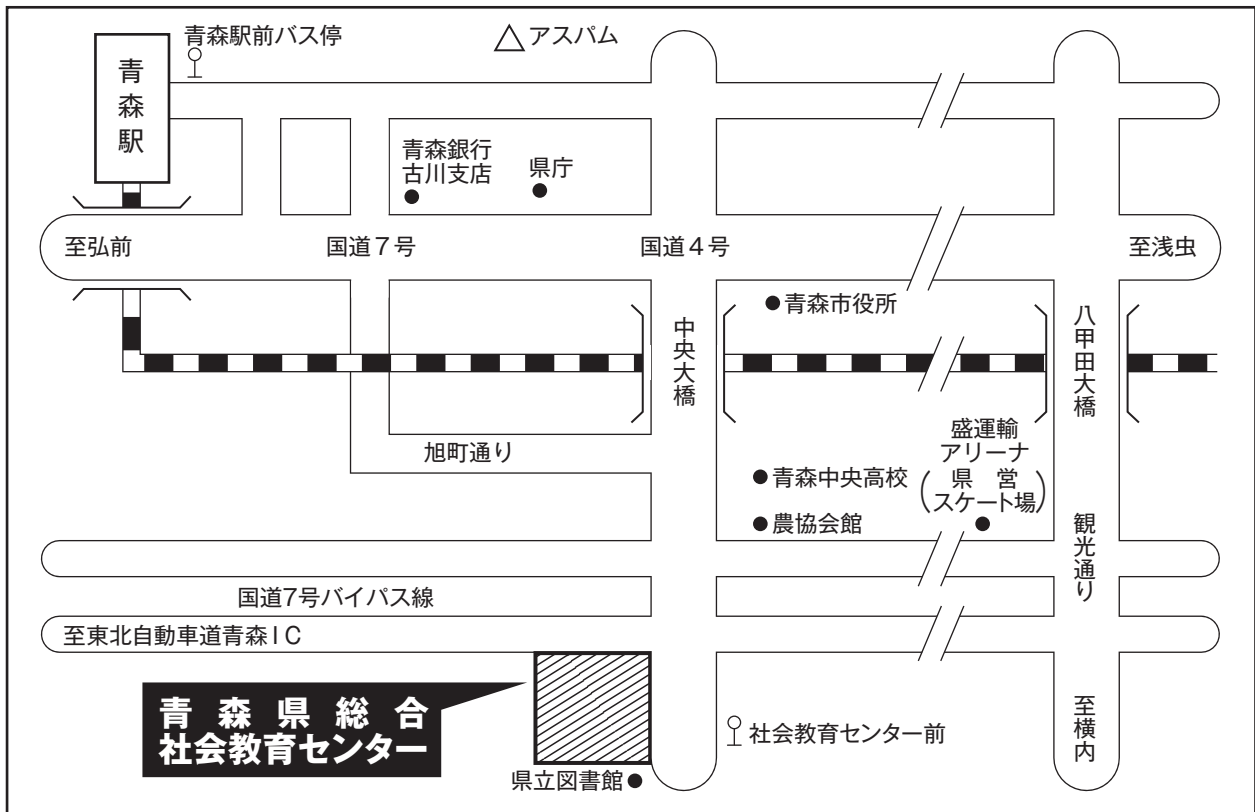 青森駅前バス停
アスパム
青森駅
青森銀行
古川支店
県庁
至弘前
国道7号
国道4号
至浅虫
青森市役所
中央大橋
八甲田大橋
旭町通り
盛運輸
アリーナ
(県営
スケート場)
青森中央高校
農協会館
観光通り
国道7号バイパス線
至東北自動車道青森IC
青森県総合
社会教育センター
社会教育センター前
至横内
県立図書館